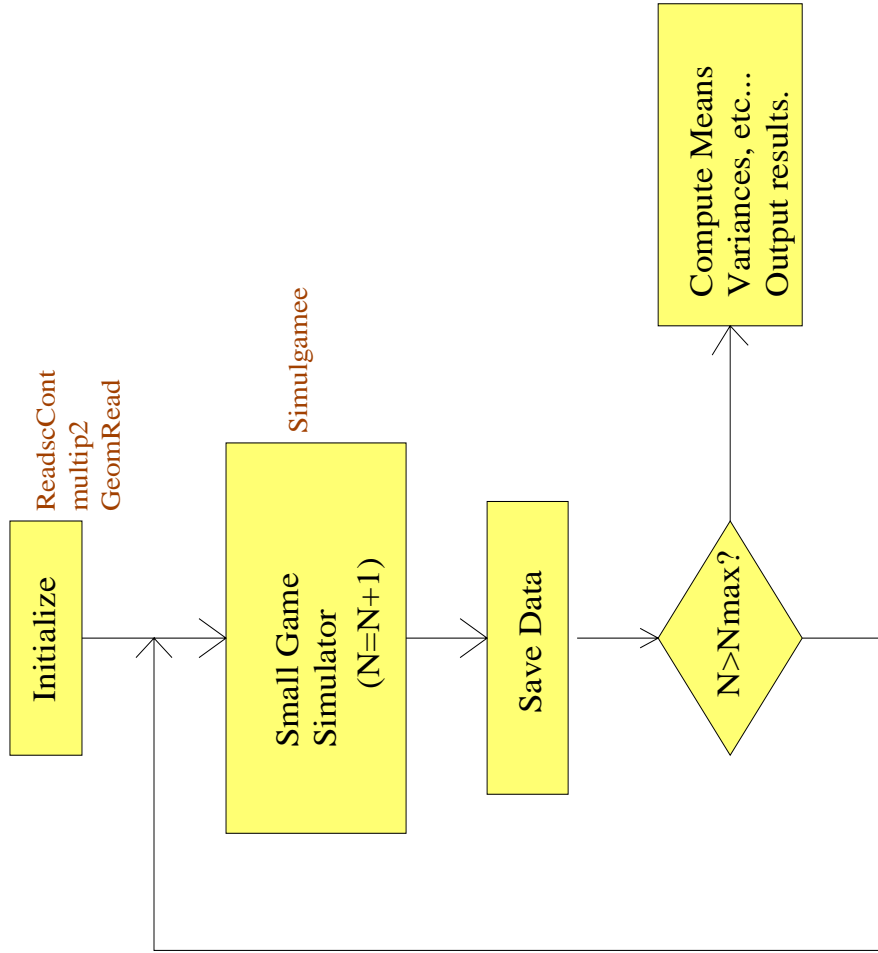 Initialize
ReadscCont
multip2
GeomRead
Small Game
Simulator
(N=N+1)
Simulgamee
Save Data
N>Nmax?
Compute Means
Variances, etc...
Output results.